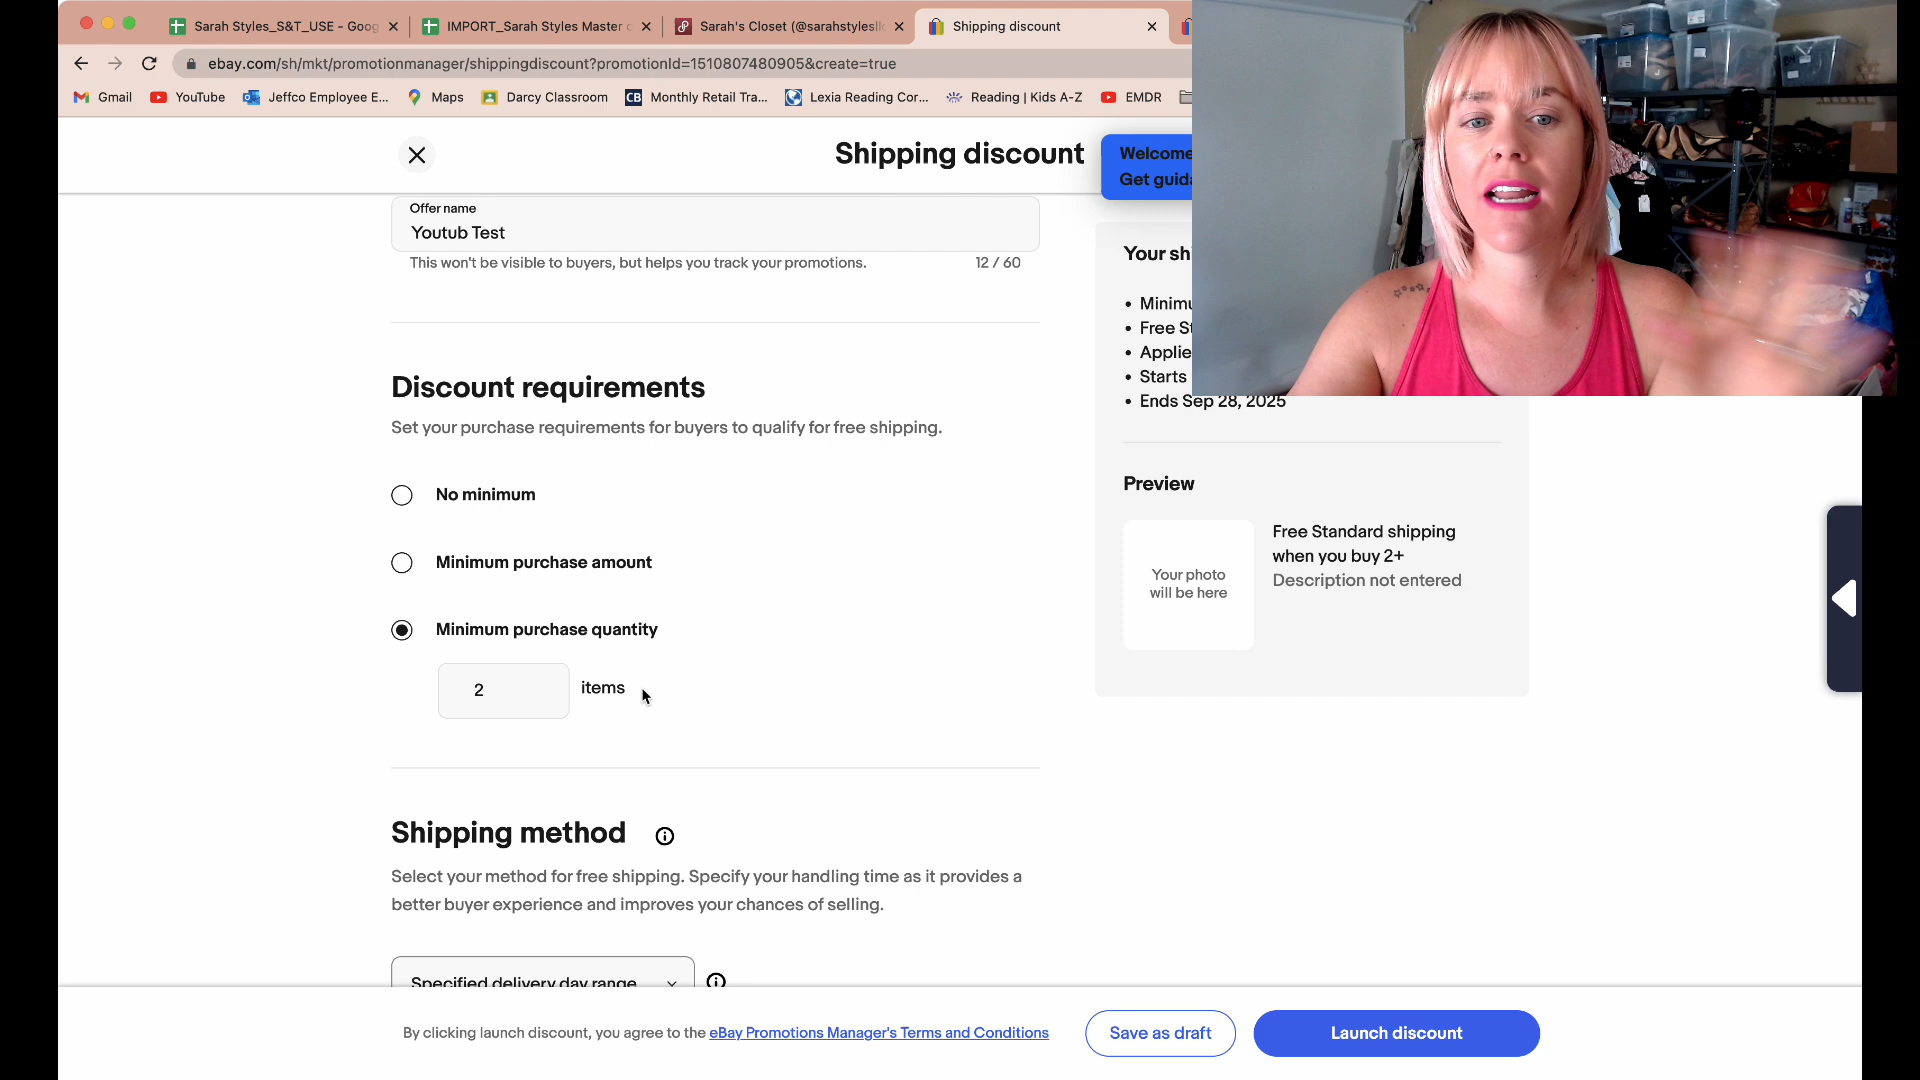 Sarah Styles_S&T_USE - Goog
IMPORT_Sarah Styles Master c
Sarah's Closet (@sarahstylesll
Shipping discount
ebay.com/sh/mkt/promotionmanager/shippingdiscount?promotionId=1510807480905&create=true
Gmail
YouTube
Jeffco Employee E...
Maps
Darcy Classroom
CB
Monthly Retail Tra...
Lexia Reading Cor...
Reading | Kids A-Z
EMDR
Shipping discount
Welcome
Get guida
Offer name
Youtub Test
This won't be visible to buyers, but helps you track your promotions.
12 / 60
Discount requirements
Set your purchase requirements for buyers to qualify for free shipping.
No minimum
Minimum purchase amount
Minimum purchase quantity
2
items
Shipping method
Select your method for free shipping. Specify your handling time as it provides a
better buyer experience and improves your chances of selling.
Specified delivery day range
Your sh
• Minimu
• Free St
• Applie
• Starts
• Ends Sep 28, 2025
Preview
Your photo
will be here
Free Standard shipping
when you buy 2+
Description not entered
By clicking launch discount, you agree to the eBay Promotions Manager's Terms and Conditions
Save as draft
Launch discount